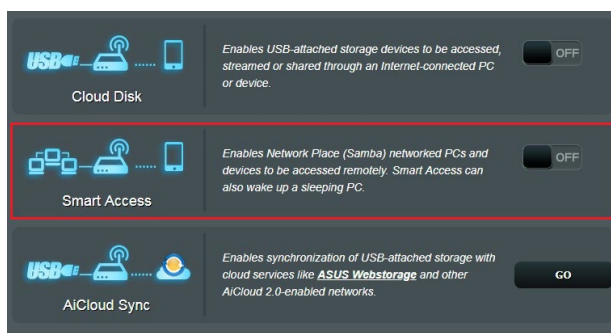 Enables USB-attached storage devices to be accessed,
streamed or shared through an Internet-connected PC
or device.
OFF
USB
Cloud Disk
Enables Network Place (Samba) networked PCs and
devices to be accessed remotely. Smart Access can
also wake up a sleeping PC.
OFF
Smart Access
Enables synchronization of USB-attached storage with
cloud services like ASUS Webstorage and other
AiCloud 2.0-enabled networks.
GO
USB
AiCloud Sync